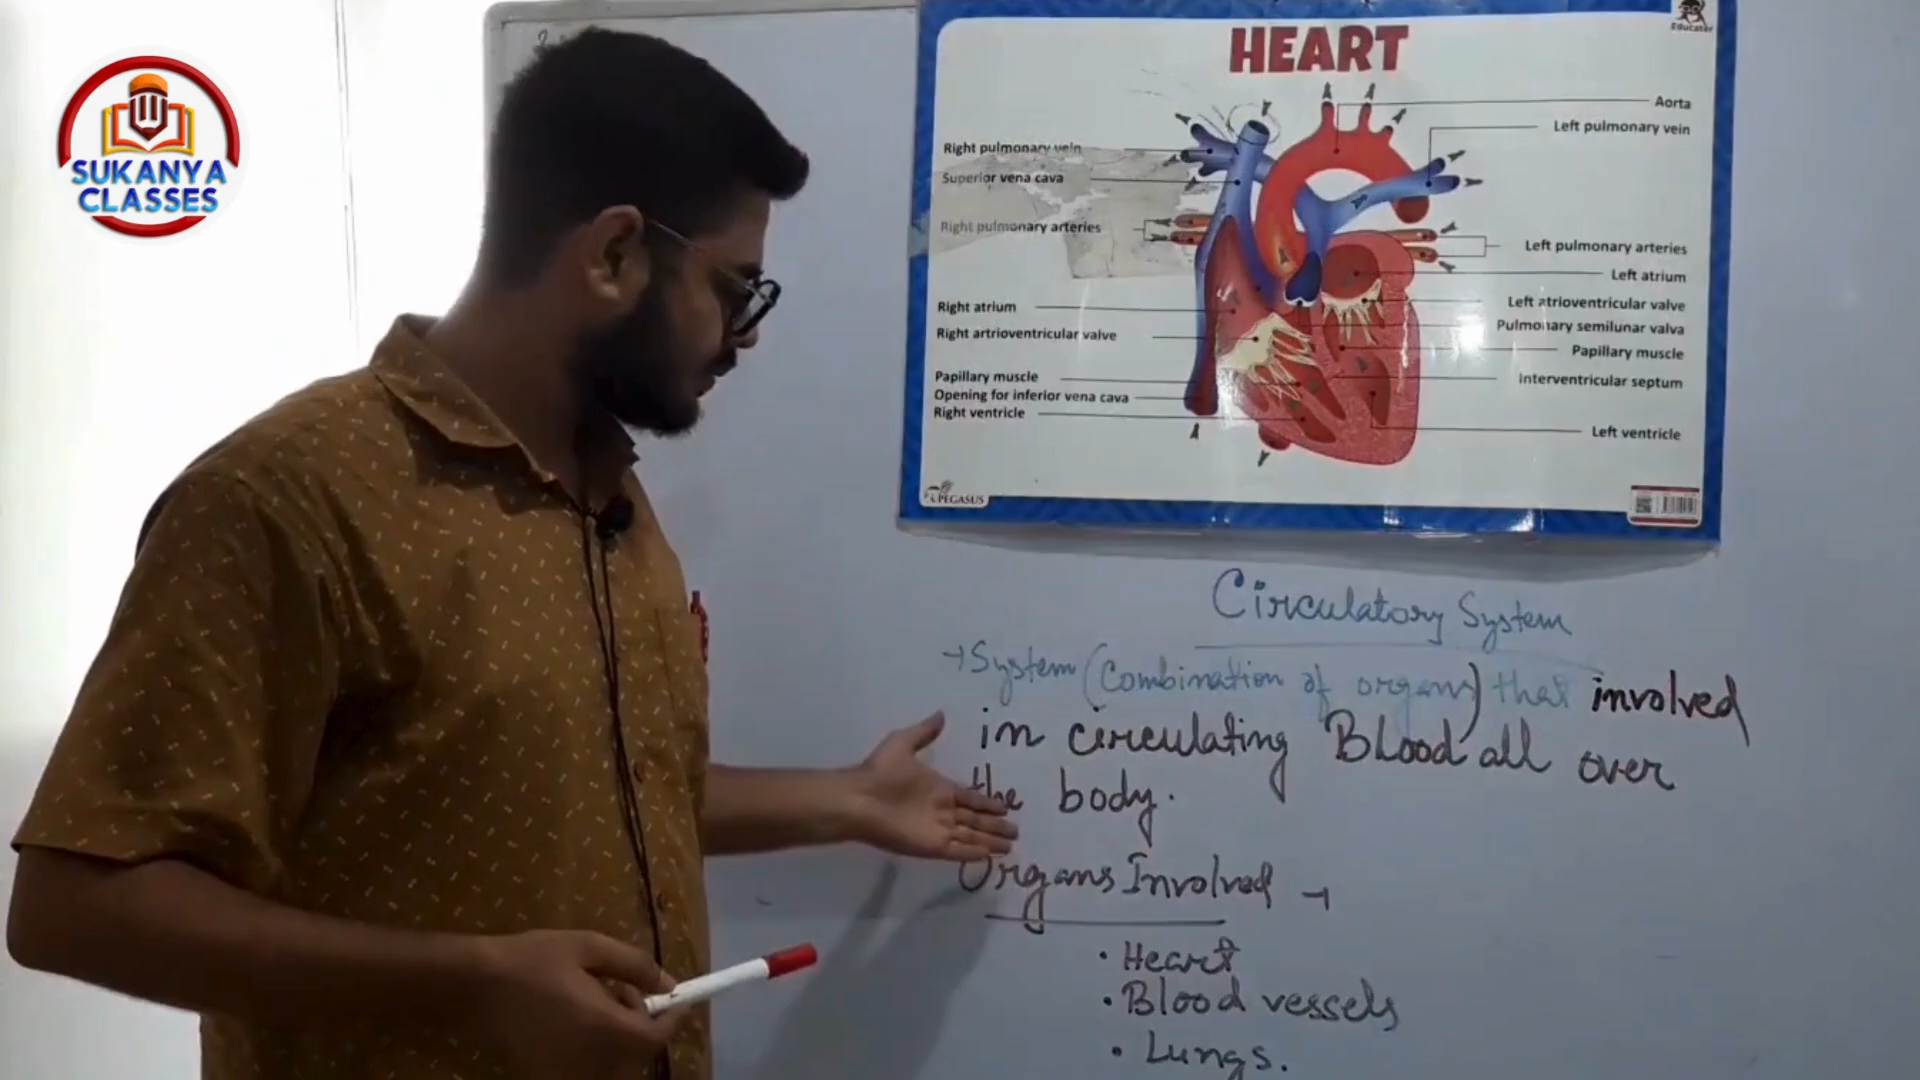 SUKANYA
CLASSES
Educater
HEART
Aorta
Left pulmonary vein
Right pulmonary vein
Superior vena cava
Right pulmonary arteries
Left pulmonary arteries
Left atrium
Right atrium
Left atrioventricular valve
Right artrioventricular valve
Pulmonary semilunar valva
Papillary muscle
Papillary muscle
Interventricular septum
Opening for inferior vena cava
Right ventricle
Left ventricle
PEGASUS
Circulatory System
→ System (Combination of organs) that involved
in circulating Blood all over
the body.
Organs Involved →
• Heart
• Blood vessels
• Lungs.